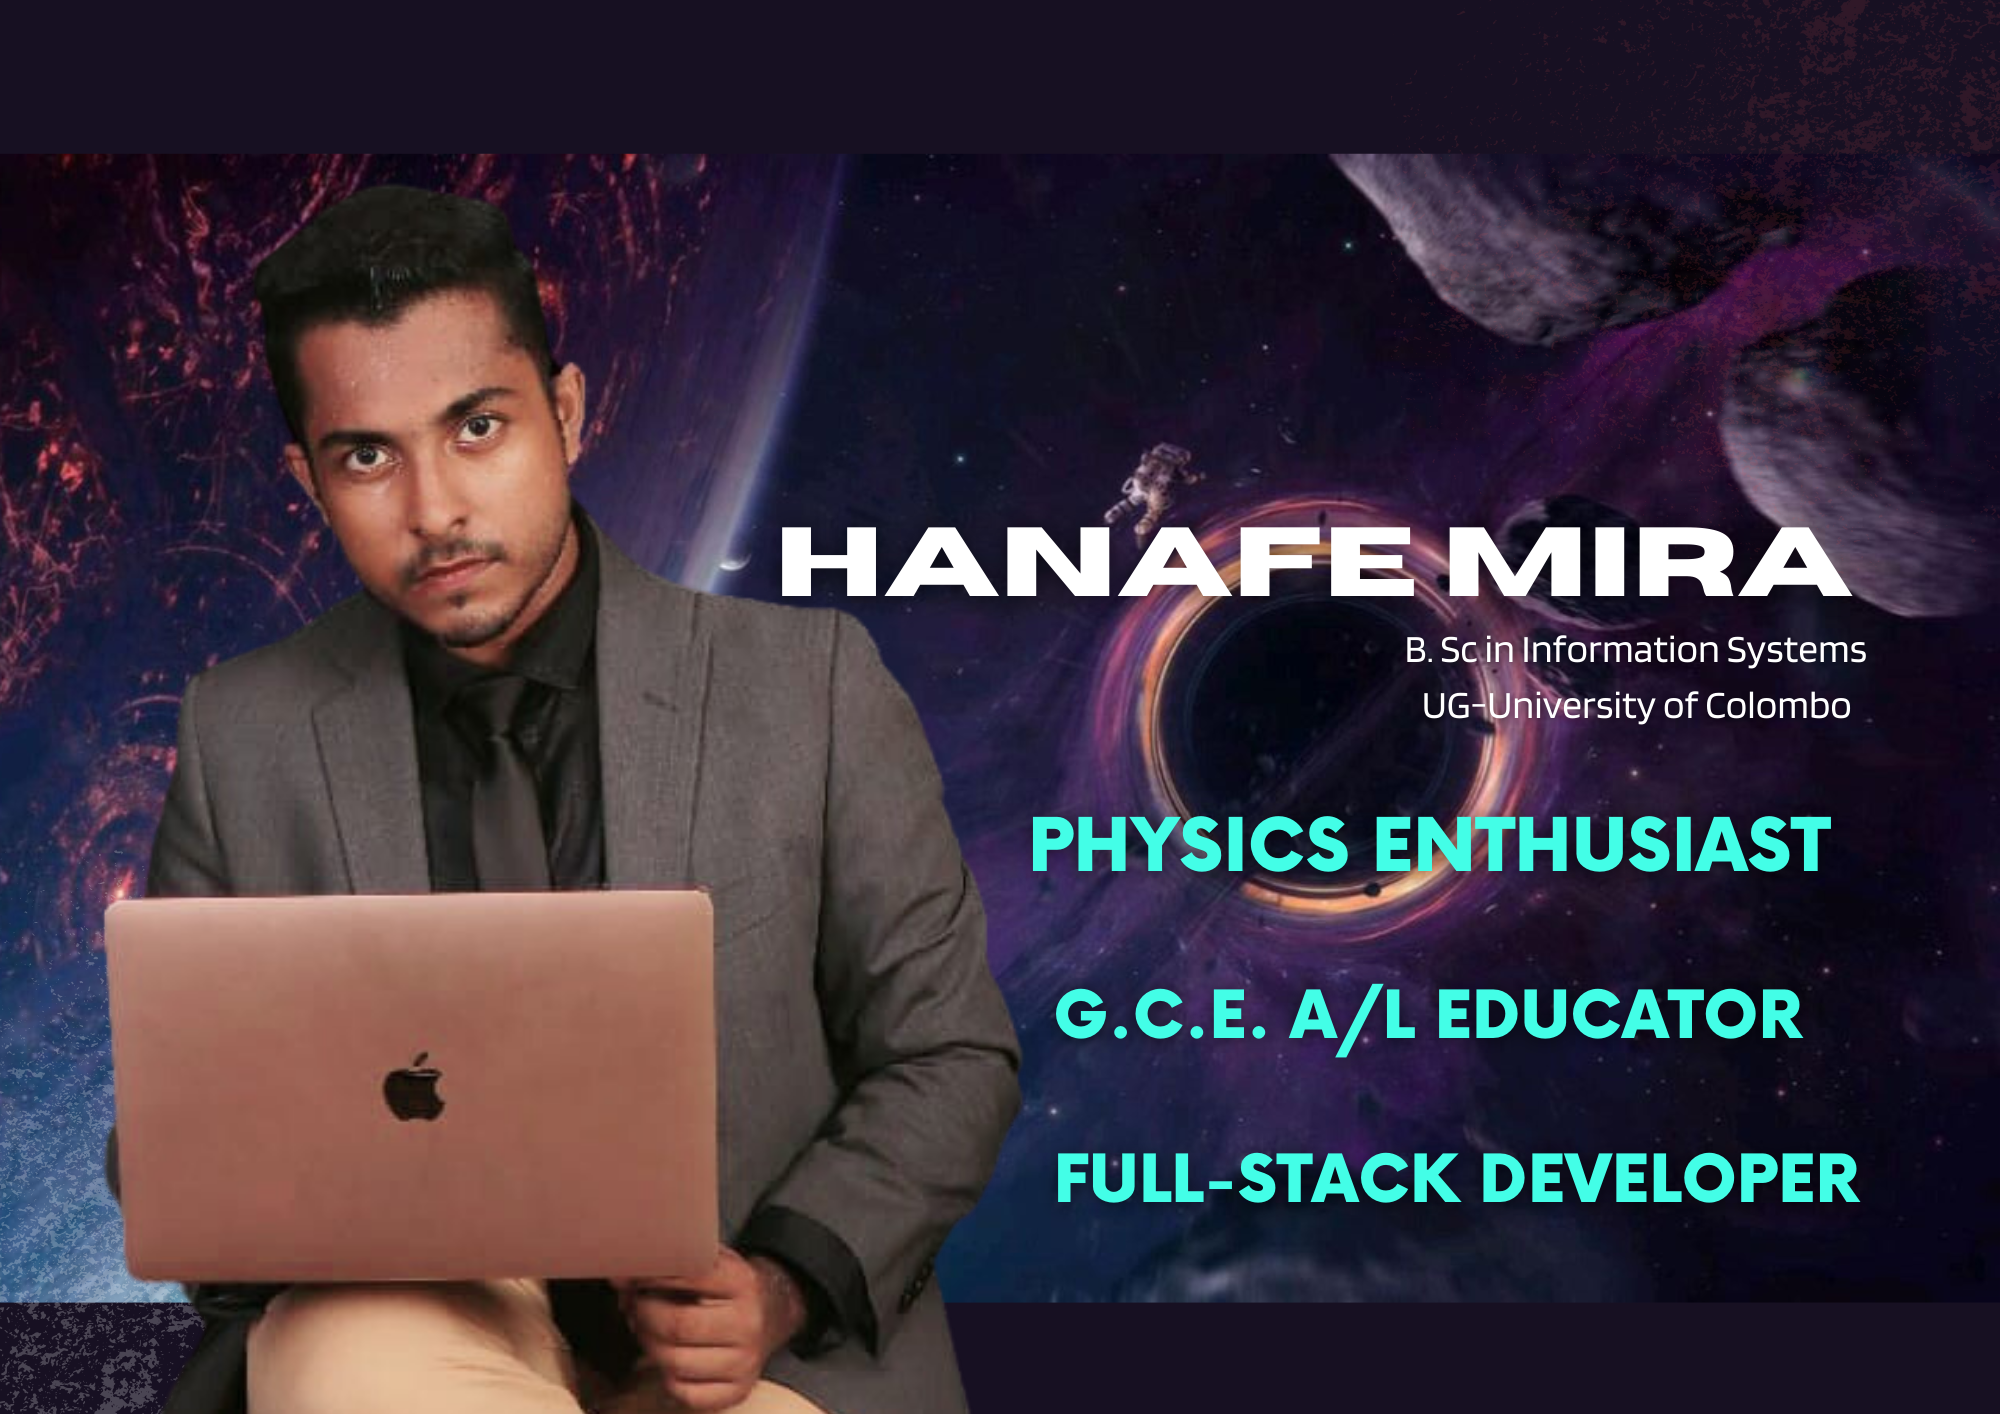 HANAFE MIRA
B. Sc in Information Systems
UG-University of Colombo
PHYSICS ENTHUSIAST
G.C.E. A/L EDUCATOR
FULL-STACK DEVELOPER